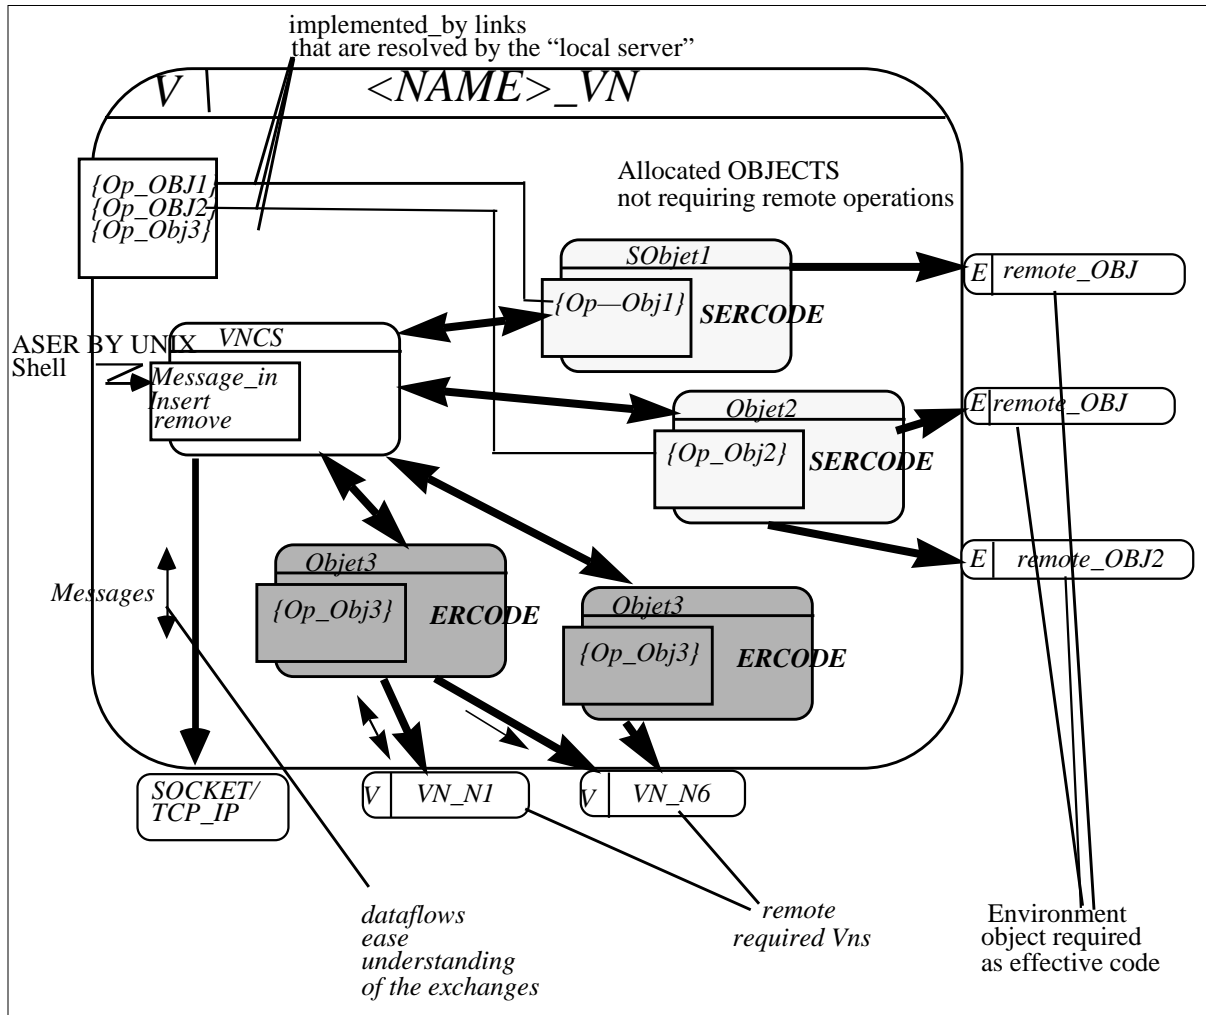 implemented_by links
that are resolved by the “local server”
V
<NAME>_VN
{Op_OBJ1}
{Op_OBJ2}
{Op_Obj3}
Allocated OBJECTS
not requiring remote operations
SObjet1
{Op—Obj1}
SERCODE
E
remote_OBJ
VNCS
ASER BY UNIX
Shell
Message_in
Insert
remove
Objet2
{Op_Obj2}
SERCODE
E
remote_OBJ
E
remote_OBJ2
Objet3
{Op_Obj3}
ERCODE
Objet3
{Op_Obj3}
ERCODE
Messages
SOCKET/
TCP_IP
V
VN_N1
V
VN_N6
dataflows
ease
understanding
of the exchanges
remote
required Vns
Environment
object required
as effective code